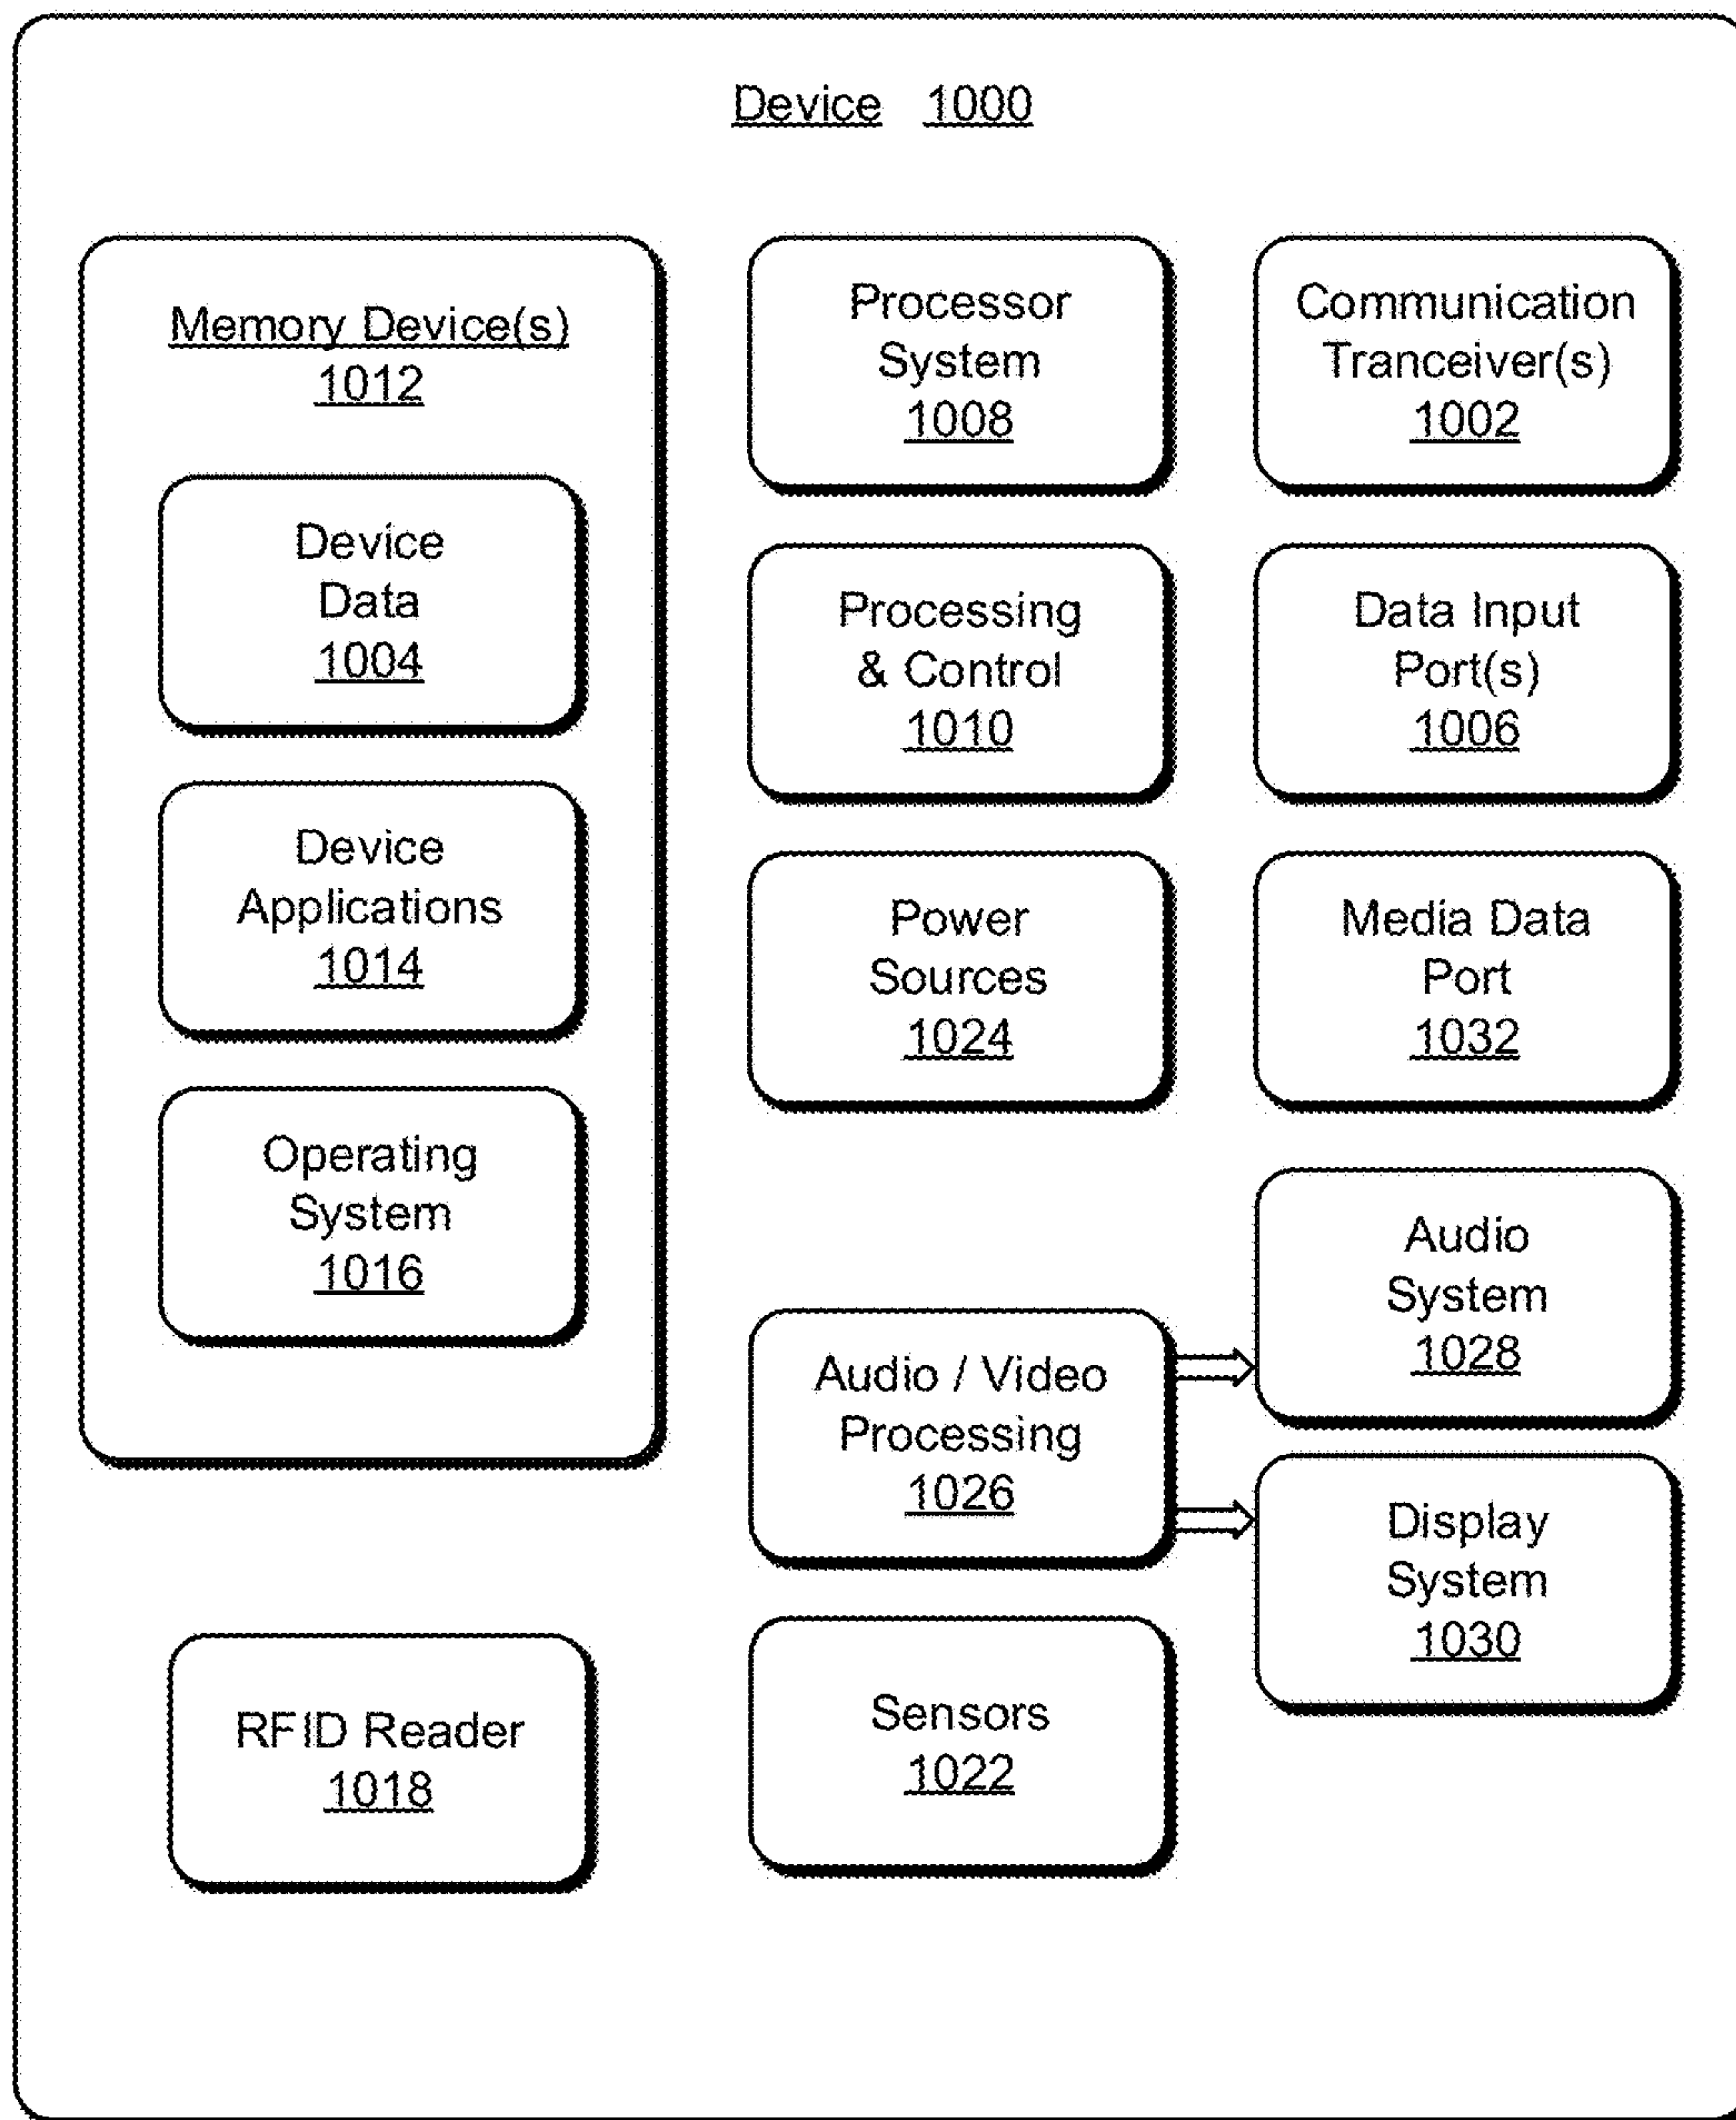 Device 1000
Memory Device(s)
1012
Device
Data
1004
Device
Applications
1014
Operating
System
1016
RFID Reader
1018
Processor
System
1008
Processing
& Control
1010
Power
Sources
1024
Audio / Video
Processing
1026
Sensors
1022
Communication
Tranceiver(s)
1002
Data Input
Port(s)
1006
Media Data
Port
1032
Audio
System
1028
Display
System
1030